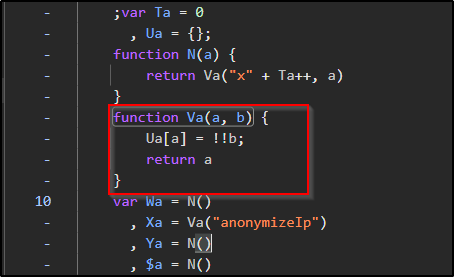 - ;var Ta = 0
- , Ua = {};
- function N(a) {
- return Va("x" + Ta++, a)
- }
- function Va(a, b) {
- Ua[a] = !!b;
- return a
- }
10 var Wa = N()
- , Xa = Va("anonymizeIp")
- , Ya = N()
- , $a = N()